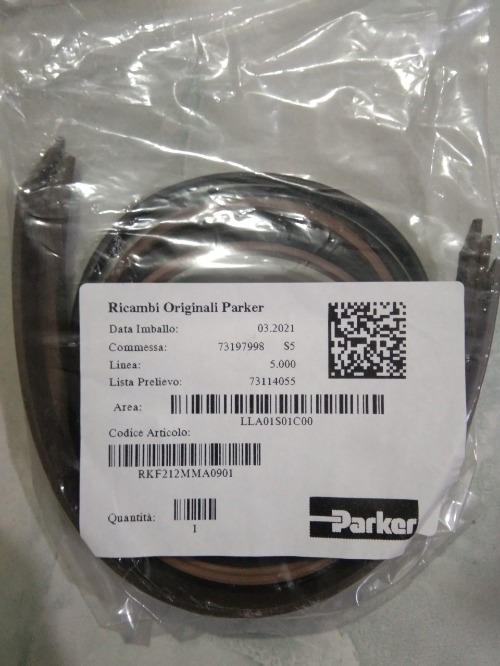 Ricambi Originali Parker
Data Imballo: 03.2021
Commessa: 73197998 S5
Linea: 5.000
Lista Prelievo: 73114055
Area:
LLA01S01C00
Codice Articolo:
RKF212MMA0901
Quantità:
1
Parker